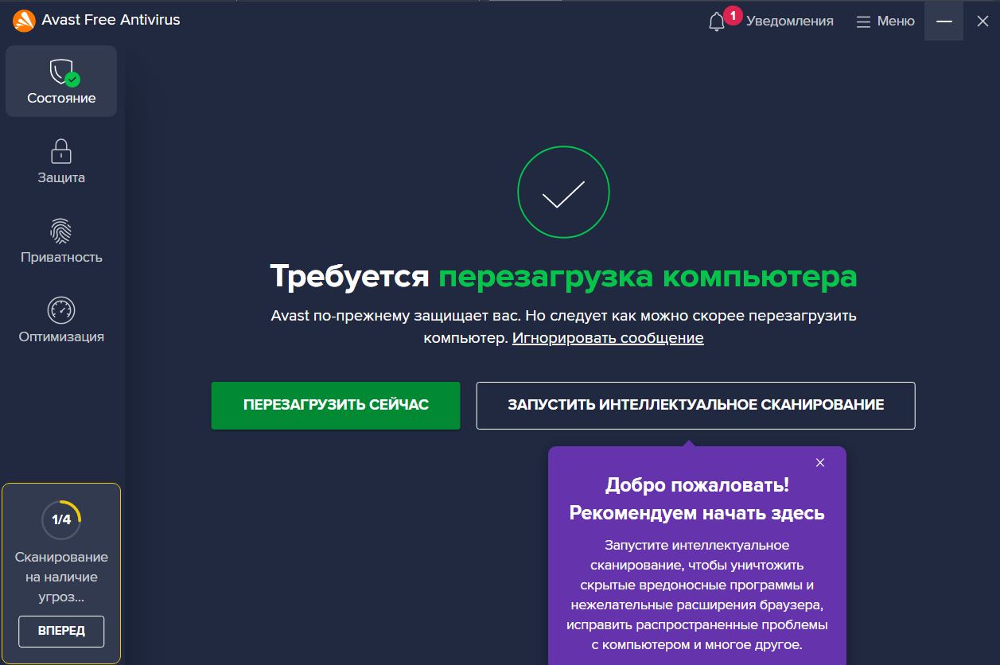 Avast Free Antivirus
1
Уведомления
Меню
Состояние
Защита
Приватность
Оптимизация
Требуется перезагрузка компьютера
Avast по-прежнему защищает вас. Но следует как можно скорее перезагрузить
компьютер. Игнорировать сообщение
ПЕРЕЗАГРУЗИТЬ СЕЙЧАС
ЗАПУСТИТЬ ИНТЕЛЛЕКТУАЛЬНОЕ СКАНИРОВАНИЕ
Добро пожаловать!
Рекомендуем начать здесь
Запустите интеллектуальное
сканирование, чтобы уничтожить
скрытые вредоносные программы и
нежелательные расширения браузера,
исправить распространенные проблемы
с компьютером и многое другое.
1/4
Сканирование
на наличие
угроз...
ВПЕРЕД